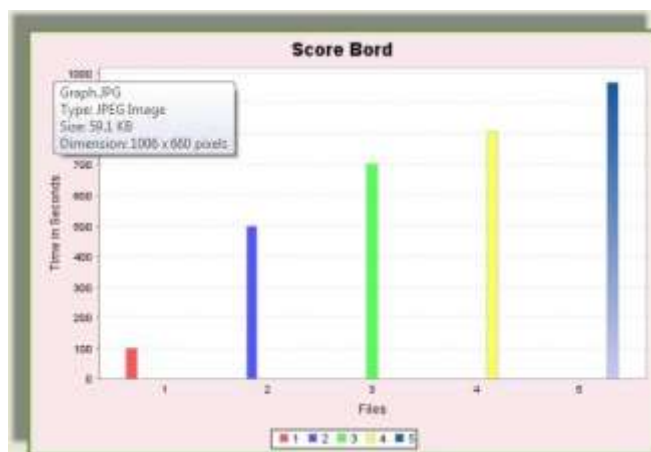 Score Bord
1000
Graph.JPG
Type: JPEG Image
Size: 59.1 KB
Dimension: 1006 x 660 pixels
700
600
500
400
300
200
100
0
Time in Seconds
1 2 3 4 5
Files
1 2 3 4 5